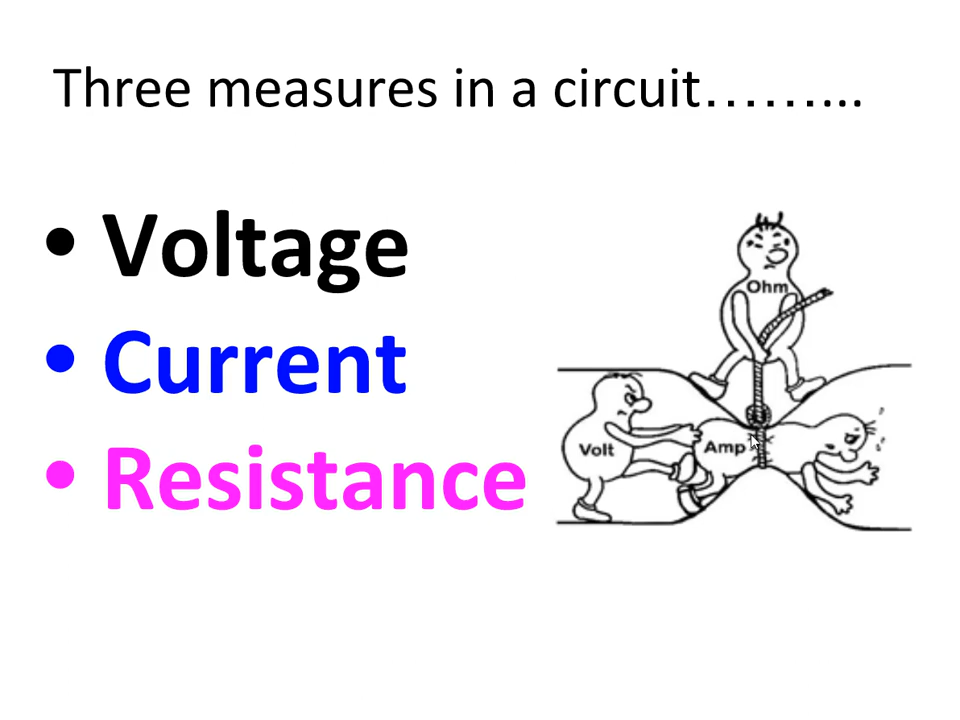 Three measures in a circuit……...
• Voltage
• Current
• Resistance
Ohm
Volt
Amp